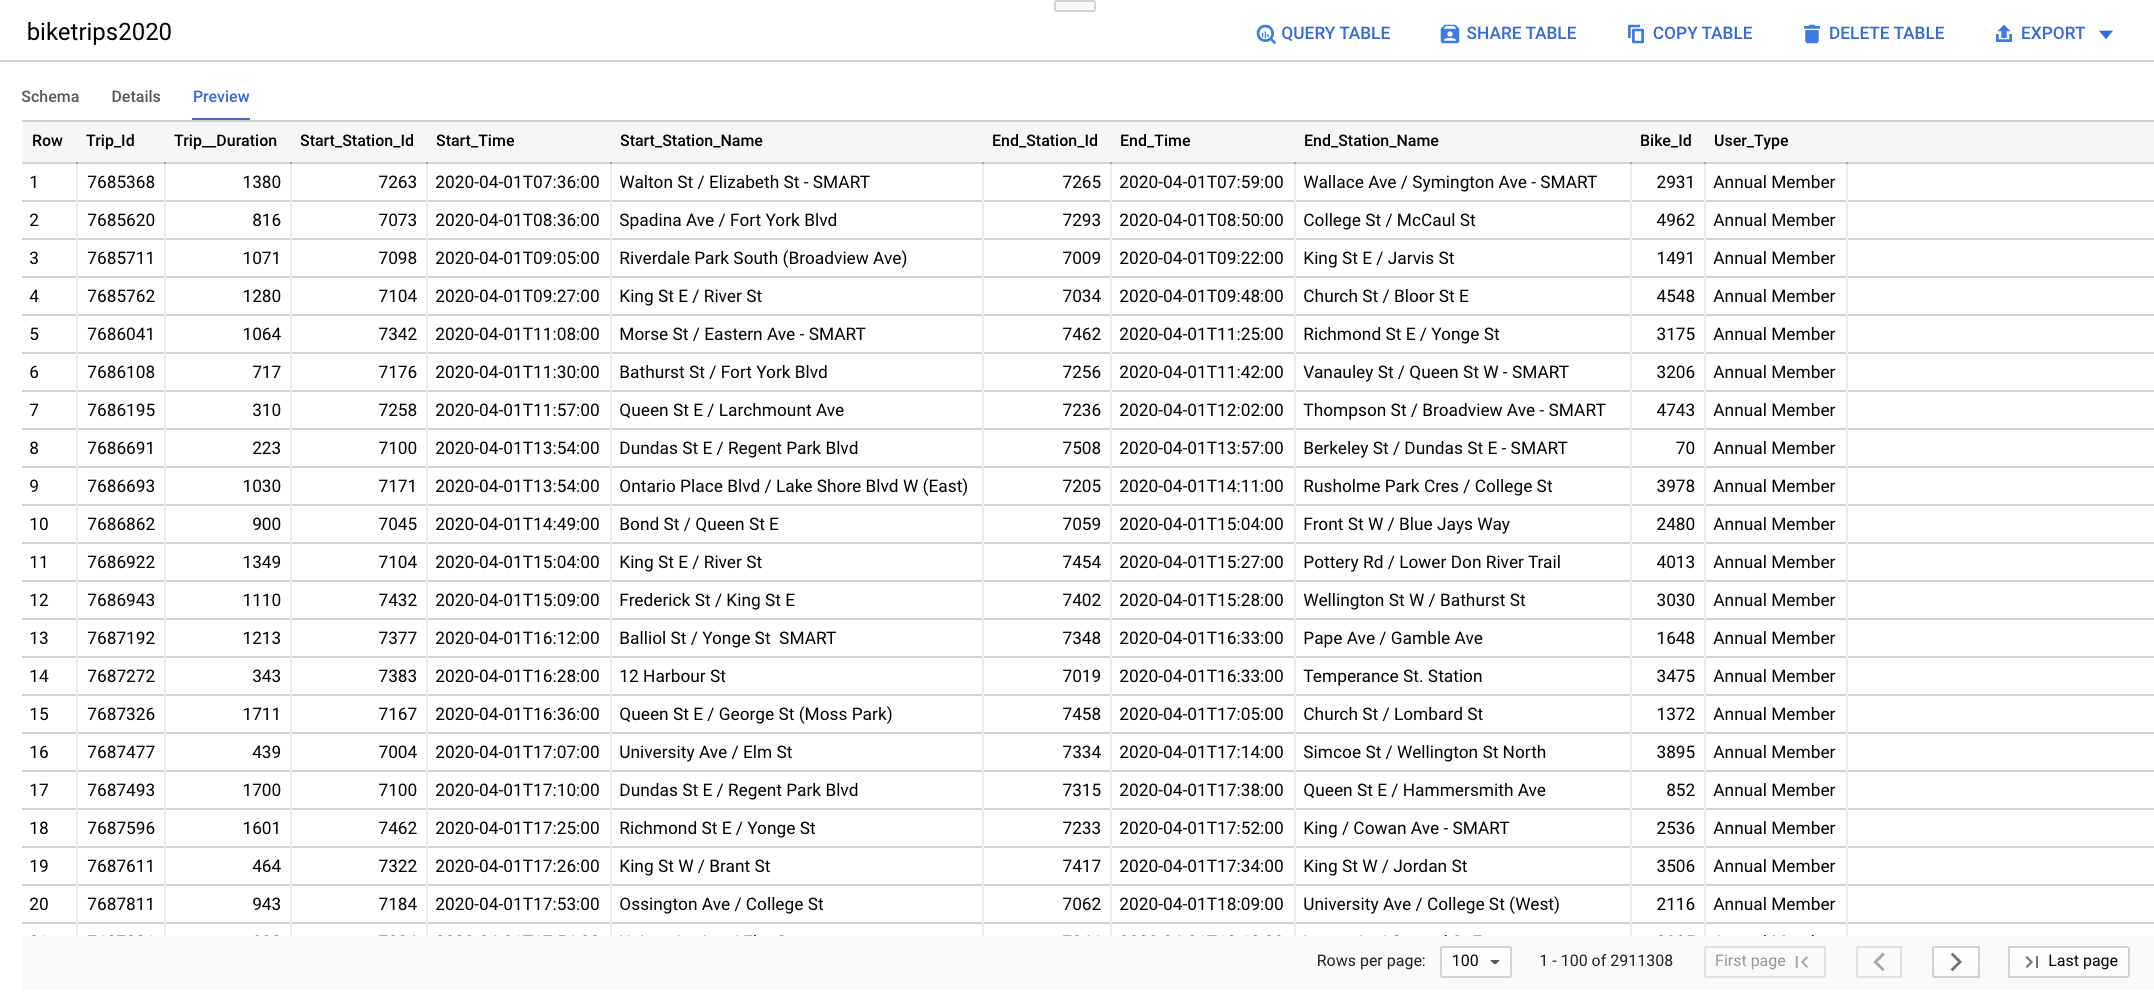 biketrips2020 QUERY TABLE SHARE TABLE COPY TABLE DELETE TABLE EXPORT
Schema Details Preview
Row Trip_Id Trip__Duration Start_Station_Id Start_Time Start_Station_Name End_Station_Id End_Time End_Station_Name Bike_Id User_Type
1 7685368 1380 7263 2020-04-01T07:36:00 Walton St / Elizabeth St - SMART 7265 2020-04-01T07:59:00 Wallace Ave / Symington Ave - SMART 2931 Annual Member
2 7685620 816 7073 2020-04-01T08:36:00 Spadina Ave / Fort York Blvd 7293 2020-04-01T08:50:00 College St / McCaul St 4962 Annual Member
3 7685711 1071 7098 2020-04-01T09:05:00 Riverdale Park South (Broadview Ave) 7009 2020-04-01T09:22:00 King St E / Jarvis St 1491 Annual Member
4 7685762 1280 7104 2020-04-01T09:27:00 King St E / River St 7034 2020-04-01T09:48:00 Church St / Bloor St E 4548 Annual Member
5 7686041 1064 7342 2020-04-01T11:08:00 Morse St / Eastern Ave - SMART 7462 2020-04-01T11:25:00 Richmond St E / Yonge St 3175 Annual Member
6 7686108 717 7176 2020-04-01T11:30:00 Bathurst St / Fort York Blvd 7256 2020-04-01T11:42:00 Vanauley St / Queen St W - SMART 3206 Annual Member
7 7686195 310 7258 2020-04-01T11:57:00 Queen St E / Larchmount Ave 7236 2020-04-01T12:02:00 Thompson St / Broadview Ave - SMART 4743 Annual Member
8 7686691 223 7100 2020-04-01T13:54:00 Dundas St E / Regent Park Blvd 7508 2020-04-01T13:57:00 Berkeley St / Dundas St E - SMART 70 Annual Member
9 7686693 1030 7171 2020-04-01T13:54:00 Ontario Place Blvd / Lake Shore Blvd W (East) 7205 2020-04-01T14:11:00 Rusholme Park Cres / College St 3978 Annual Member
10 7686862 900 7045 2020-04-01T14:49:00 Bond St / Queen St E 7059 2020-04-01T15:04:00 Front St W / Blue Jays Way 2480 Annual Member
11 7686922 1349 7104 2020-04-01T15:04:00 King St E / River St 7454 2020-04-01T15:27:00 Pottery Rd / Lower Don River Trail 4013 Annual Member
12 7686943 1110 7432 2020-04-01T15:09:00 Frederick St / King St E 7402 2020-04-01T15:28:00 Wellington St W / Bathurst St 3030 Annual Member
13 7687192 1213 7377 2020-04-01T16:12:00 Balliol St / Yonge St  SMART 7348 2020-04-01T16:33:00 Pape Ave / Gamble Ave 1648 Annual Member
14 7687272 343 7383 2020-04-01T16:28:00 12 Harbour St 7019 2020-04-01T16:33:00 Temperance St. Station 3475 Annual Member
15 7687326 1711 7167 2020-04-01T16:36:00 Queen St E / George St (Moss Park) 7458 2020-04-01T17:05:00 Church St / Lombard St 1372 Annual Member
16 7687477 439 7004 2020-04-01T17:07:00 University Ave / Elm St 7334 2020-04-01T17:14:00 Simcoe St / Wellington St North 3895 Annual Member
17 7687493 1700 7100 2020-04-01T17:10:00 Dundas St E / Regent Park Blvd 7315 2020-04-01T17:38:00 Queen St E / Hammersmith Ave 852 Annual Member
18 7687596 1601 7462 2020-04-01T17:25:00 Richmond St E / Yonge St 7233 2020-04-01T17:52:00 King / Cowan Ave - SMART 2536 Annual Member
19 7687611 464 7322 2020-04-01T17:26:00 King St W / Brant St 7417 2020-04-01T17:34:00 King St W / Jordan St 3506 Annual Member
20 7687811 943 7184 2020-04-01T17:53:00 Ossington Ave / College St 7062 2020-04-01T18:09:00 University Ave / College St (West) 2116 Annual Member
Rows per page: 100 1 - 100 of 2911308 First page Last page